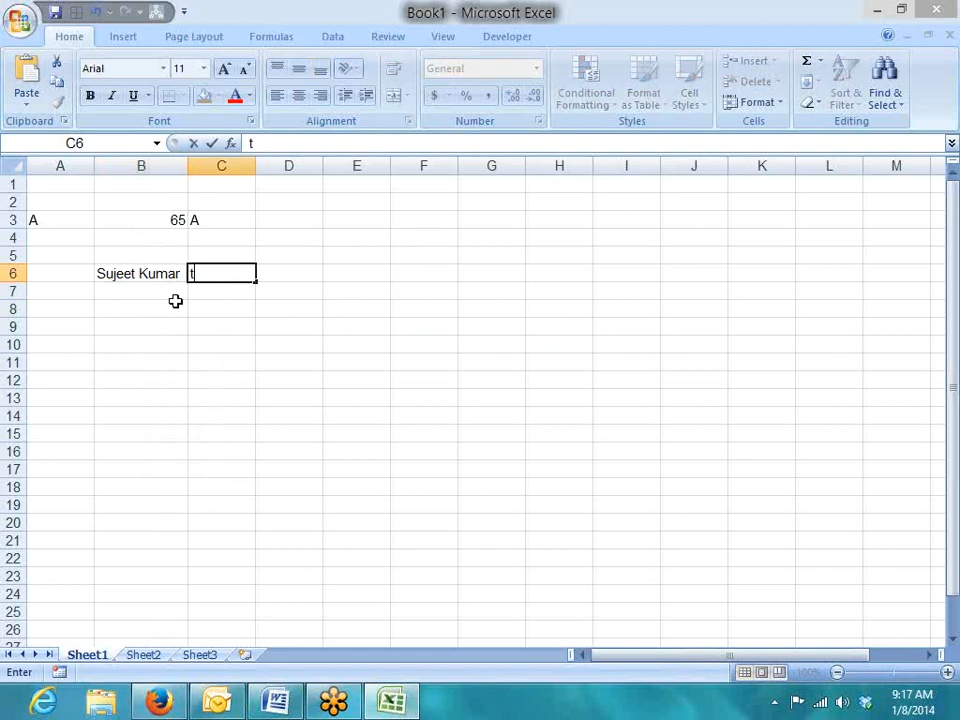 Book1 - Microsoft Excel
Home Insert Page Layout Formulas Data Review View Developer
Paste
Clipboard
Arial 11
B I U
Font
Alignment
General
$ % ,
Number
Conditional Formatting
Format as Table
Cell Styles
Styles
Insert
Delete
Format
Cells
Σ
Sort & Filter
Find & Select
Editing
C6 fx t
A B C D E F G H I J K L M
1
2
3 A 65 A
4
5
6 Sujeet Kumar t
7
8
9
10
11
12
13
14
15
16
17
18
19
20
21
22
23
24
25
26
27
Sheet1 Sheet2 Sheet3
Enter 100%
9:17 AM
1/8/2014